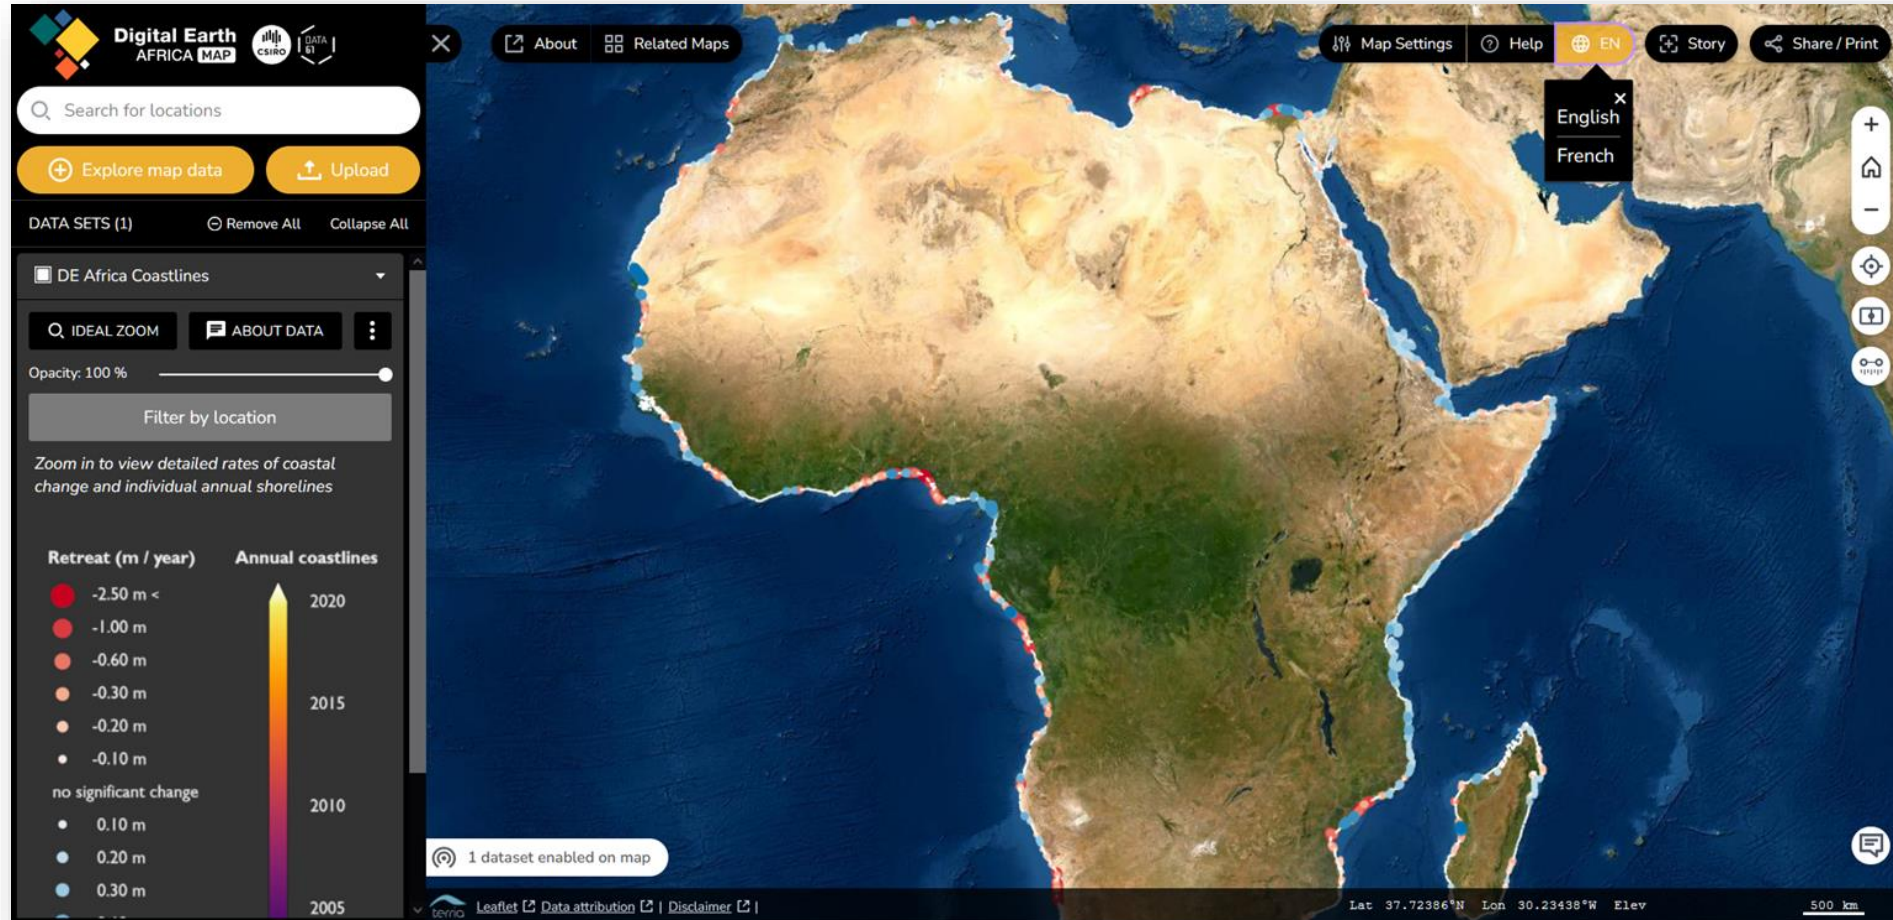 Digital Earth
AFRICA MAP
CSIRO
DATA
61
About
Related Maps
Map Settings
Help
EN
Story
Share / Print
English
French
Search for locations
Explore map data
Upload
DATA SETS (1)
Remove All
Collapse All
DE Africa Coastlines
IDEAL ZOOM
ABOUT DATA
Opacity: 100 %
Filter by location
Zoom in to view detailed rates of coastal
change and individual annual shorelines
Retreat (m / year)
Annual coastlines
-2.50 m <
2020
-1.00 m
-0.60 m
-0.30 m
2015
-0.20 m
-0.10 m
no significant change
2010
0.10 m
0.20 m
0.30 m
2005
1 dataset enabled on map
terria
Leaflet | Data attribution | Disclaimer |
Lat 37.72386°N Lon 30.23438°W Elev
500 km